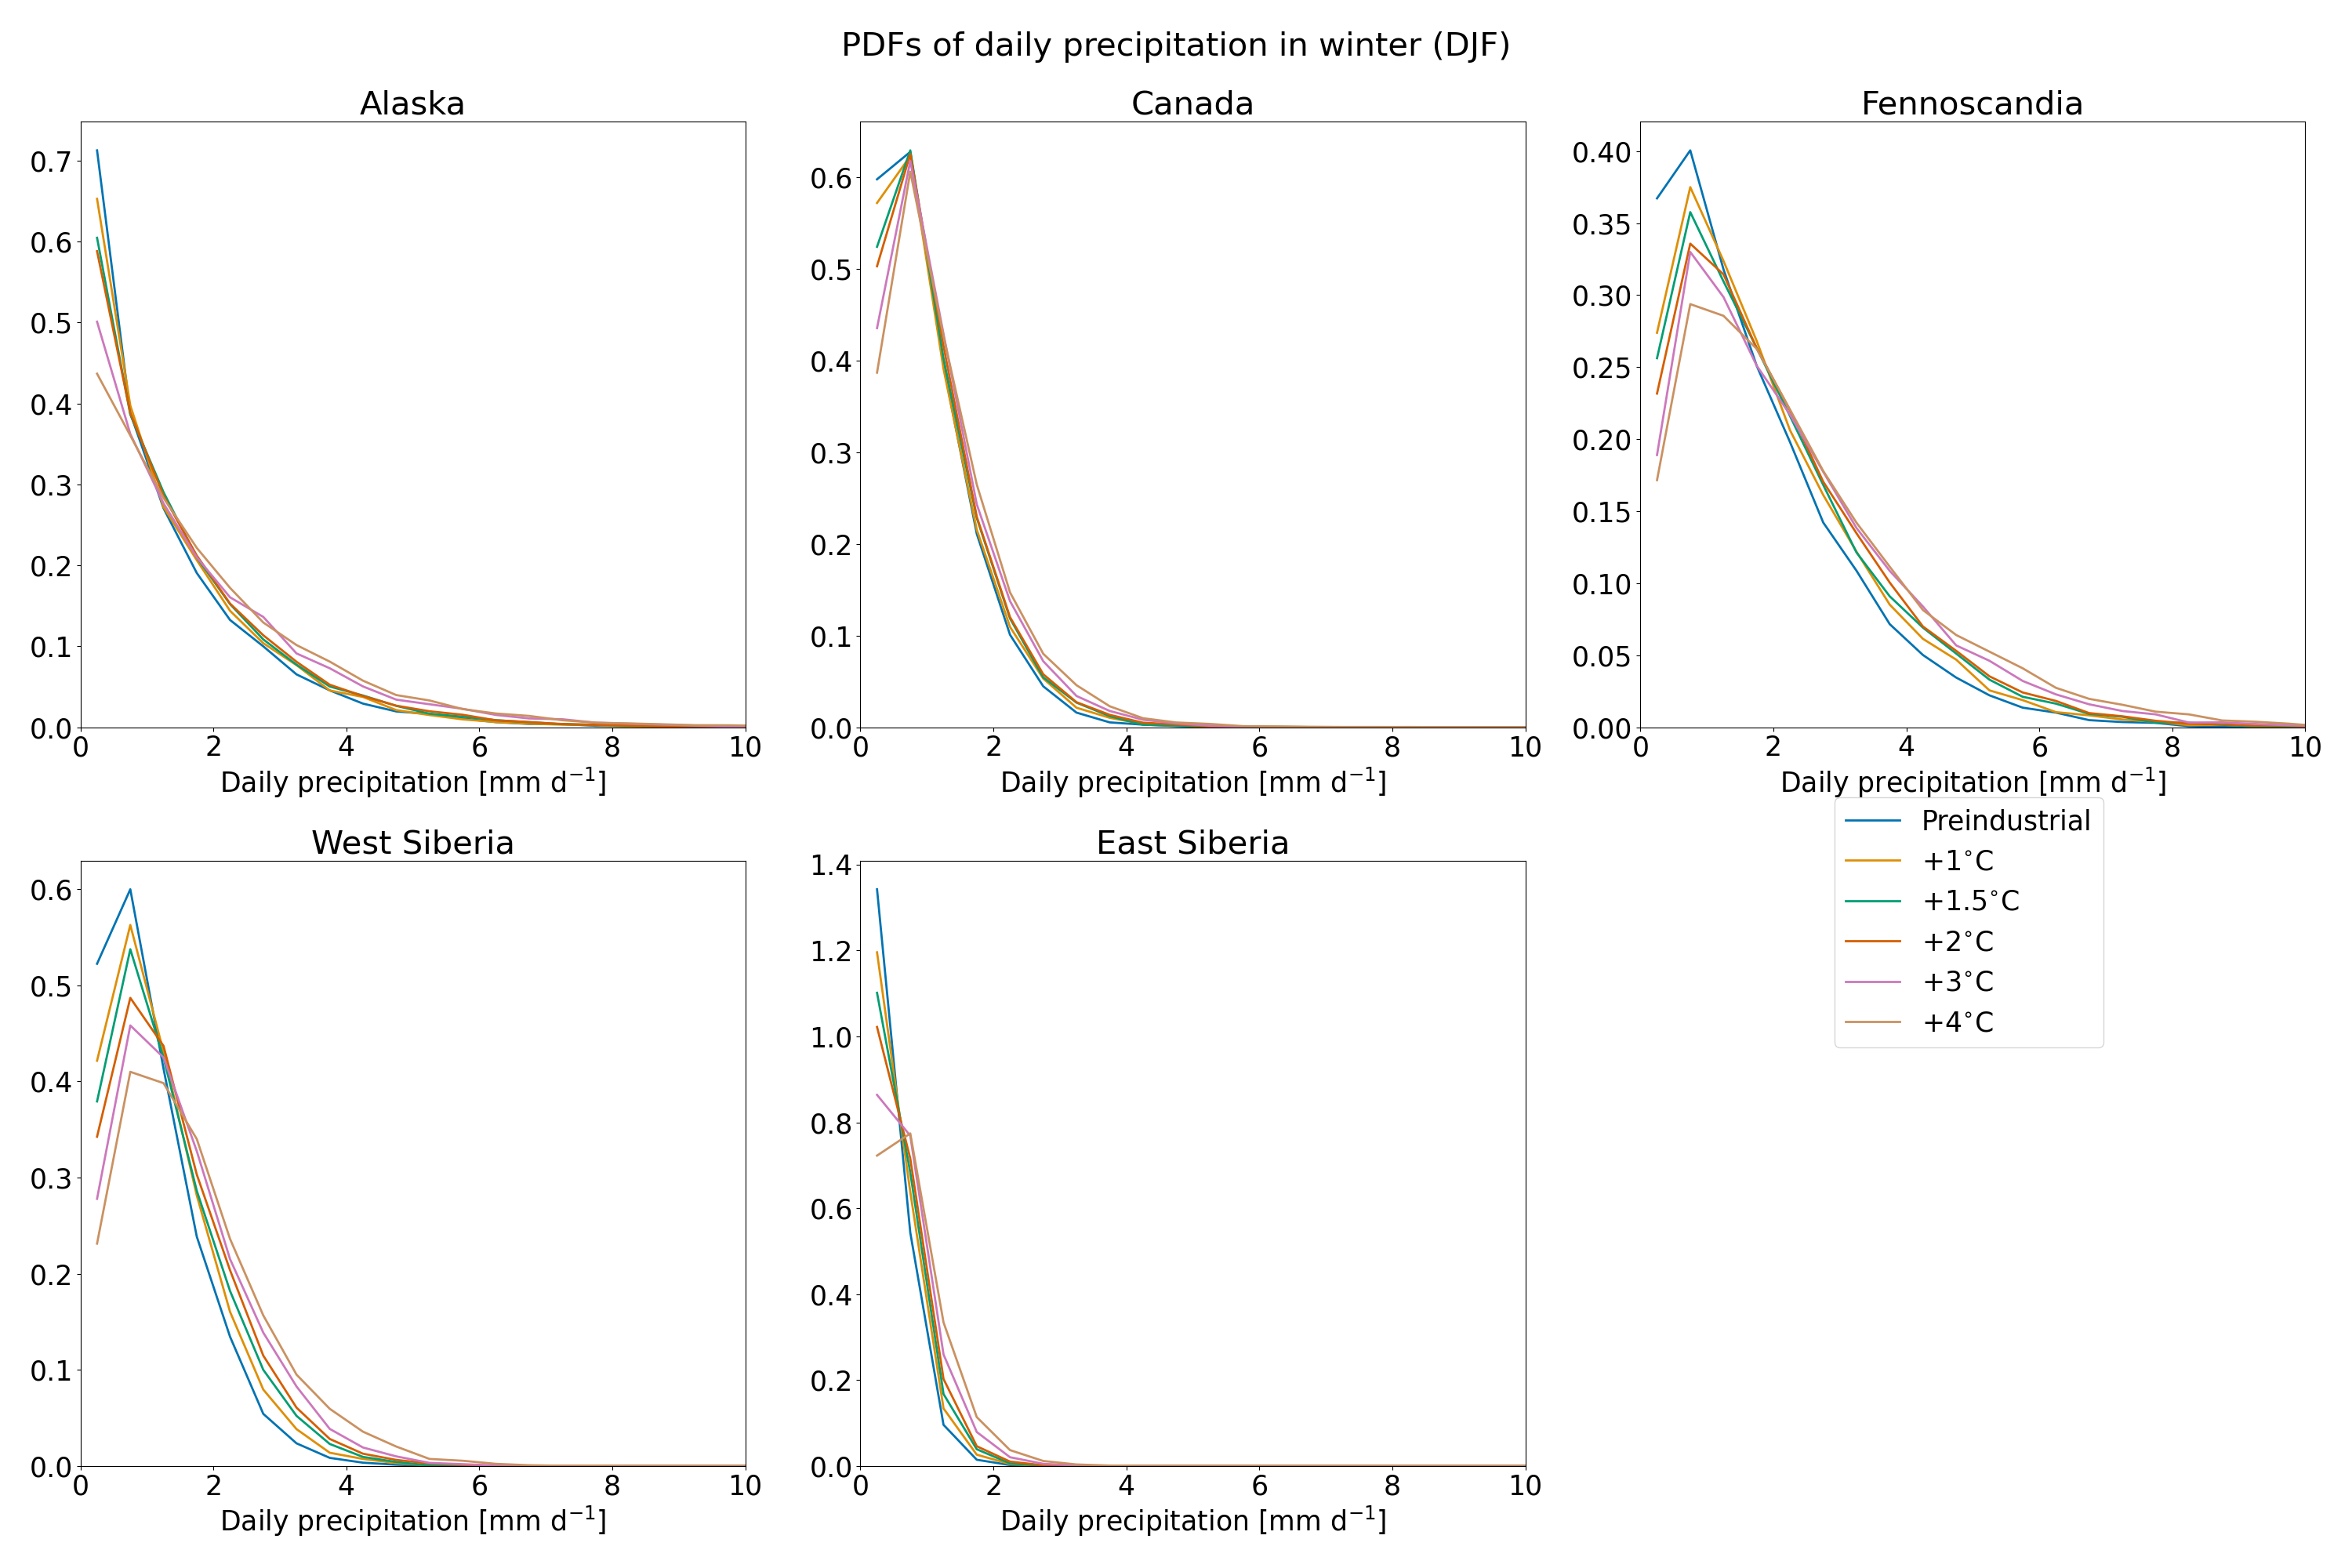 PDFs of daily precipitation in winter (DJF)
Alaska
0.7
0.6
0.5
0.4
0.3
0.2
0.1
0.0
0 2 4 6 8 10
Daily precipitation [mm d⁻¹]
Canada
0.6
0.5
0.4
0.3
0.2
0.1
0.0
0 2 4 6 8 10
Daily precipitation [mm d⁻¹]
Fennoscandia
0.40
0.35
0.30
0.25
0.20
0.15
0.10
0.05
0.00
0 2 4 6 8 10
Daily precipitation [mm d⁻¹]
Preindustrial
+1°C
+1.5°C
+2°C
+3°C
+4°C
West Siberia
0.6
0.5
0.4
0.3
0.2
0.1
0.0
0 2 4 6 8 10
Daily precipitation [mm d⁻¹]
East Siberia
1.4
1.2
1.0
0.8
0.6
0.4
0.2
0.0
0 2 4 6 8 10
Daily precipitation [mm d⁻¹]